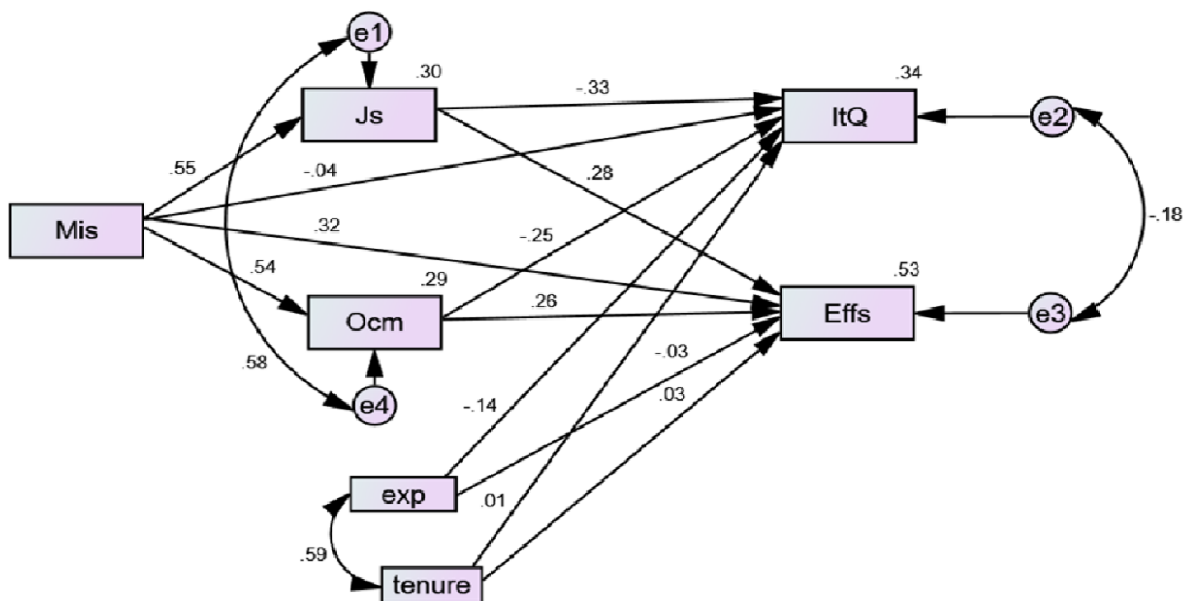 e1
.30
.34
Js
-.33
ItQ
e2
.55
-.04
.28
Mis
.32
-.25
-.18
.54
.29
.53
Ocm
.26
Effs
e3
.58
-.03
e4
-.14
.03
exp
.01
.59
tenure